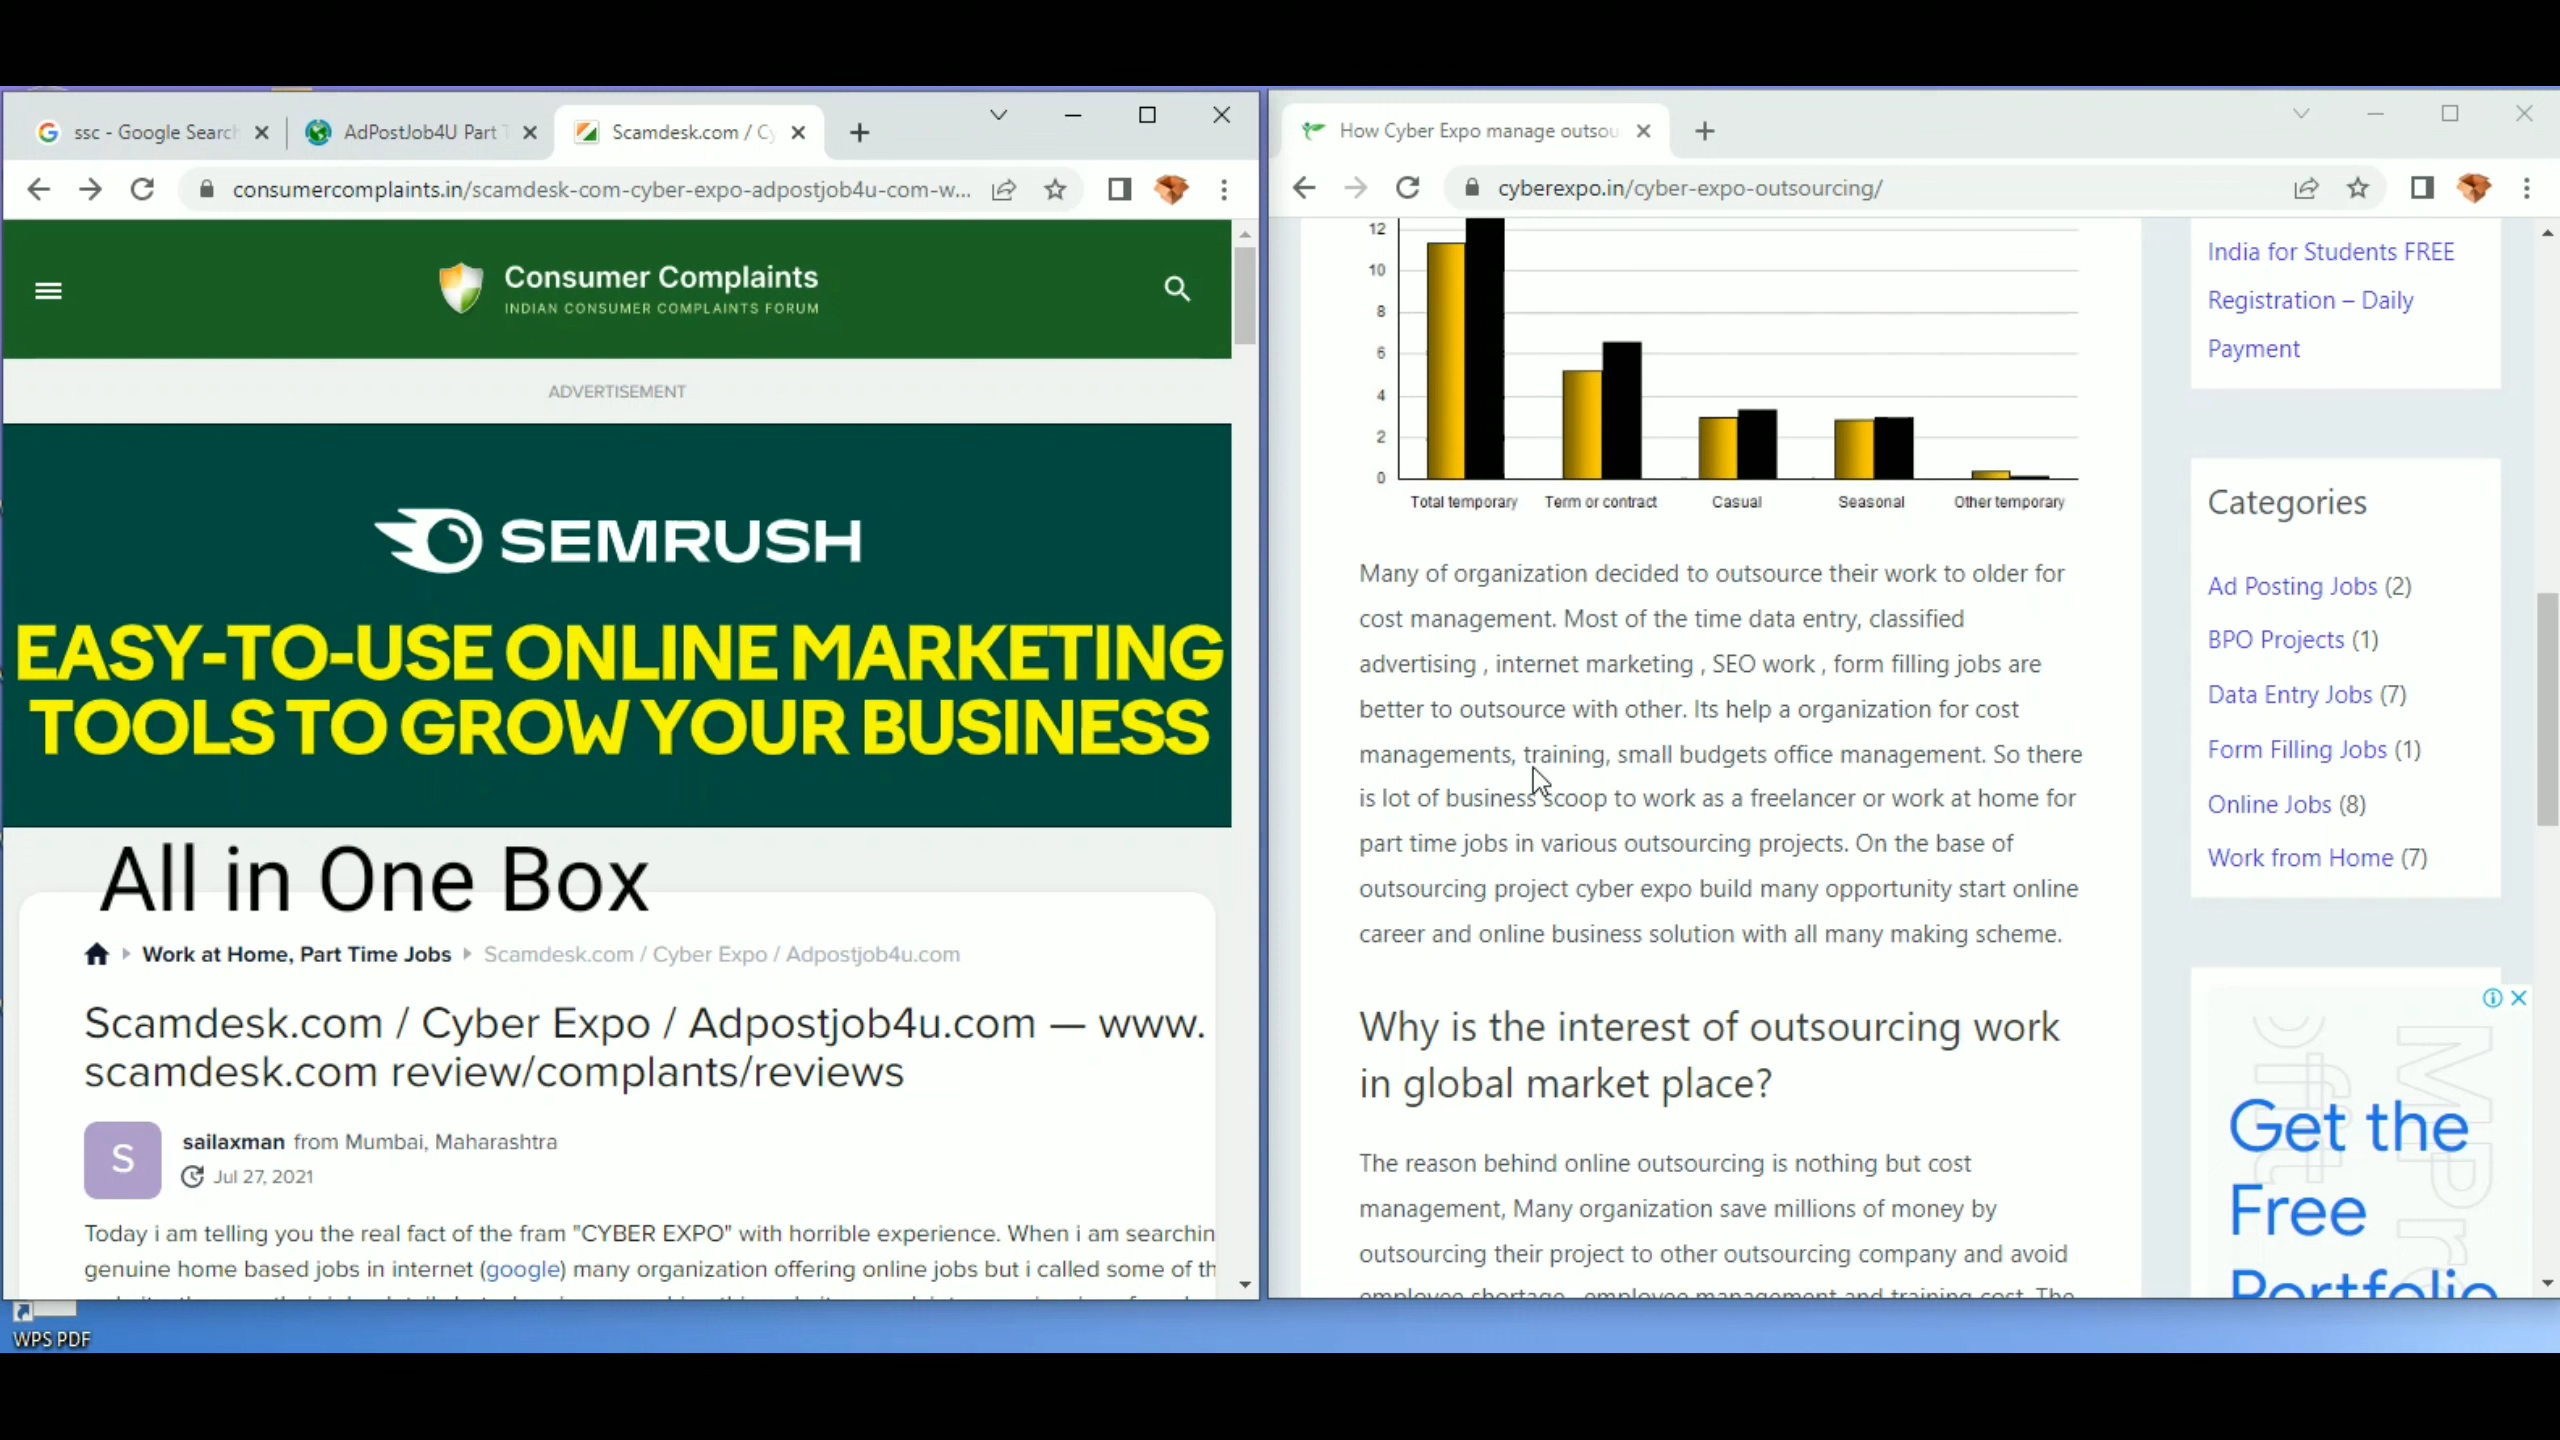 ssc - Google Search
AdPostJob4U Part
Scamdesk.com / Cy
consumercomplaints.in/scamdesk-com-cyber-expo-adpostjob4u-com-w...
Consumer Complaints
INDIAN CONSUMER COMPLAINTS FORUM
ADVERTISEMENT
SEMRUSH
EASY-TO-USE ONLINE MARKETING
TOOLS TO GROW YOUR BUSINESS
All in One Box
Work at Home, Part Time Jobs
Scamdesk.com / Cyber Expo / Adpostjob4u.com
Scamdesk.com / Cyber Expo / Adpostjob4u.com — www.
scamdesk.com review/complants/reviews
S
sailaxman from Mumbai, Maharashtra
Jul 27, 2021
Today i am telling you the real fact of the fram "CYBER EXPO" with horrible experience. When i am searchin
genuine home based jobs in internet (google) many organization offering online jobs but i called some of th
WPS PDF
How Cyber Expo manage outsou
cyberexpo.in/cyber-expo-outsourcing/
12
10
8
6
4
2
0
Total temporary Term or contract Casual Seasonal Other temporary
Many of organization decided to outsource their work to older for
cost management. Most of the time data entry, classified
advertising , internet marketing , SEO work , form filling jobs are
better to outsource with other. Its help a organization for cost
managements, training, small budgets office management. So there
is lot of business scoop to work as a freelancer or work at home for
part time jobs in various outsourcing projects. On the base of
outsourcing project cyber expo build many opportunity start online
career and online business solution with all many making scheme.
Why is the interest of outsourcing work
in global market place?
The reason behind online outsourcing is nothing but cost
management, Many organization save millions of money by
outsourcing their project to other outsourcing company and avoid
employee shortage , employee management and training cost. The
India for Students FREE
Registration – Daily
Payment
Categories
Ad Posting Jobs (2)
BPO Projects (1)
Data Entry Jobs (7)
Form Filling Jobs (1)
Online Jobs (8)
Work from Home (7)
Get the
Free
Portfolio